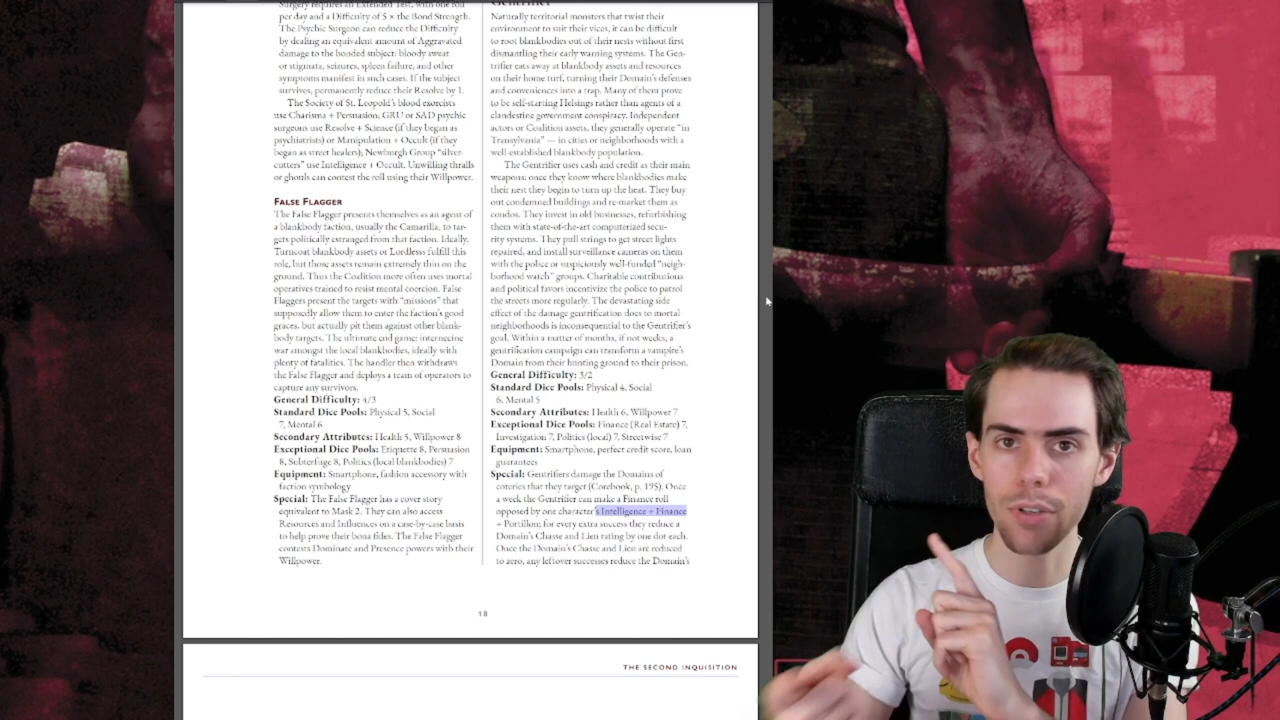 Surgery requires an Extended Test, with one roll
per day and a Difficulty of 5 × the Bond Strength.
The Psychic Surgeon can reduce the Difficulty
by dealing an equivalent amount of Aggravated
damage to the bonded subject: bloody sweat
or stigmata, seizures, spleen failure, and other
symptoms manifest in such cases. If the subject
survives, permanently reduce their Resolve by 1.
The Society of St. Leopold's blood exorcists
use Charisma + Persuasion; GRU or SAD psychic
surgeons use Resolve + Science (if they began as
psychiatrists) or Manipulation + Occult (if they
began as street healers); Newburgh Group "silver-
cutters" use Intelligence + Occult. Unwilling thralls
or ghouls can contest the roll using their Willpower.
FALSE FLAGGER
The False Flagger presents themselves as an agent of
a blankbody faction, usually the Camarilla, to tar-
gets politically estranged from that faction. Ideally,
Turncoat blankbody assets or Lordless fulfill this
role, but those assets remain extremely thin on the
ground. Thus the Coalition more often uses mortal
operatives trained to resist mental coercion. False
Flaggers present the targets with "missions" that
supposedly allow them to enter the faction's good
graces, but actually pit them against other blank-
body targets. The ultimate end game: internecine
war amongst the local blankbodies, ideally with
plenty of fatalities. The handler then withdraws
the False Flagger and deploys a team of operators to
capture any survivors.
General Difficulty: 4/3
Standard Dice Pools: Physical 5, Social
7, Mental 6
Secondary Attributes: Health 5, Willpower 8
Exceptional Dice Pools: Etiquette 8, Persuasion
8, Subterfuge 8, Politics (local blankbodies) 7
Equipment: Smartphone, fashion accessory with
faction symbology
Special: The False Flagger has a cover story
equivalent to Mask 2. They can also access
Resources and Influences on a case-by-case basis
to help prove their bona fides. The False Flagger
contests Dominate and Presence powers with their
Willpower.
Gentrifier
Naturally territorial monsters that twist their
environment to suit their vices, it can be difficult
to root blankbodies out of their nests without first
dismantling their early warning systems. The Gen-
trifier eats away at blankbody assets and resources
on their home turf, turning their Domain's defenses
and conveniences into a trap. Many of them prove
to be self-starting Helsings rather than agents of a
clandestine government conspiracy. Independent
actors or Coalition assets, they generally operate "in
Transylvania" — in cities or neighborhoods with a
well-established blankbody population.
The Gentrifier uses cash and credit as their main
weapons: once they know where blankbodies make
their nest they begin to turn up the heat. They buy
out condemned buildings and re-market them as
condos. They invest in old businesses, refurbishing
them with state-of-the-art computerized secu-
rity systems. They pull strings to get street lights
repaired, and install surveillance cameras on them
with the police or suspiciously well-funded "neigh-
borhood watch" groups. Charitable contributions
and political favors incentivize the police to patrol
the streets more regularly. The devastating side
effect of the damage gentrification does to mortal
neighborhoods is inconsequential to the Gentrifier's
goal. Within a matter of months, if not weeks, a
gentrification campaign can transform a vampire's
Domain from their hunting ground to their prison.
General Difficulty: 3/2
Standard Dice Pools: Physical 4, Social
6, Mental 5
Secondary Attributes: Health 6, Willpower 7
Exceptional Dice Pools: Finance (Real Estate) 7,
Investigation 7, Politics (local) 7, Streetwise 7
Equipment: Smartphone, perfect credit score, loan
guarantees
Special: Gentrifiers damage the Domains of
coteries that they target (Corebook, p. 195). Once
a week the Gentrifier can make a Finance roll
opposed by one character's Intelligence + Finance
+ Portillon; for every extra success they reduce a
Domain's Chasse and Lien rating by one dot each.
Once the Domain's Chasse and Lien are reduced
to zero, any leftover successes reduce the Domain's
18
THE SECOND INQUISITION